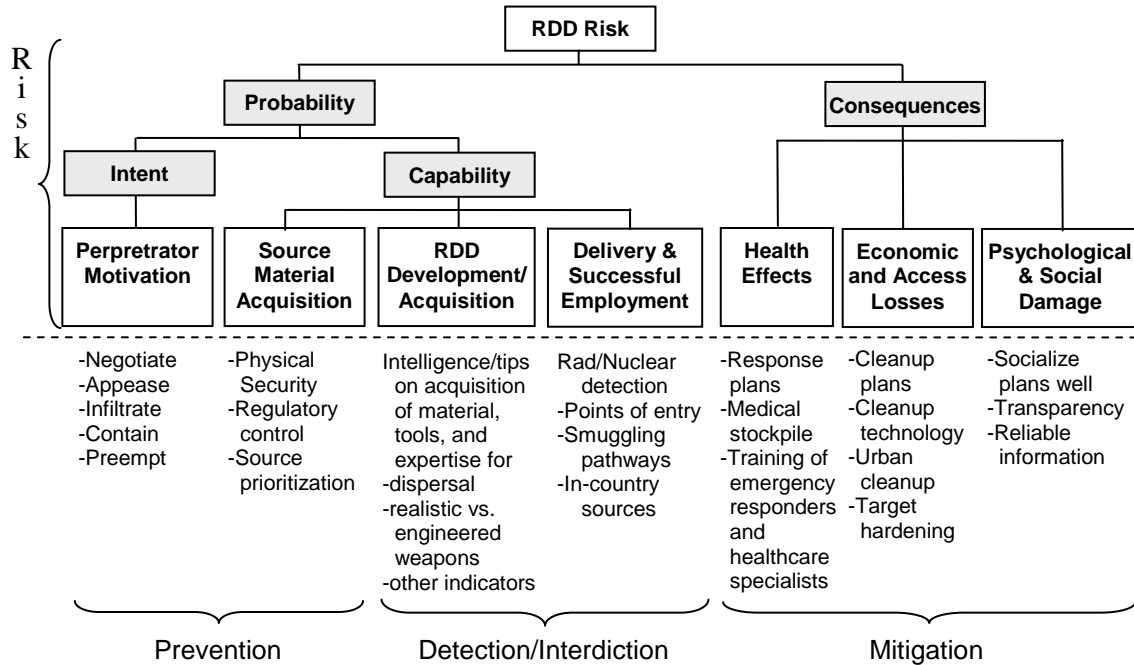 RDD Risk
Risk
Probability
Consequences
Intent
Capability
Perpretrator
Motivation
Source
Material
Acquisition
RDD
Development/
Acquisition
Delivery &
Successful
Employment
Health
Effects
Economic
and Access
Losses
Psychological
& Social
Damage
-Negotiate
-Appease
-Infiltrate
-Contain
-Preempt
-Physical
Security
-Regulatory
control
-Source
prioritization
Intelligence/tips
on acquisition
of material,
tools, and
expertise for
-dispersal
-realistic vs.
engineered
weapons
-other indicators
Rad/Nuclear
detection
-Points of entry
-Smuggling
pathways
-In-country
sources
-Response
plans
-Medical
stockpile
-Training of
emergency
responders
and
healthcare
specialists
-Cleanup
plans
-Cleanup
technology
-Urban
cleanup
-Target
hardening
-Socialize
plans well
-Transparency
-Reliable
information
Prevention
Detection/Interdiction
Mitigation